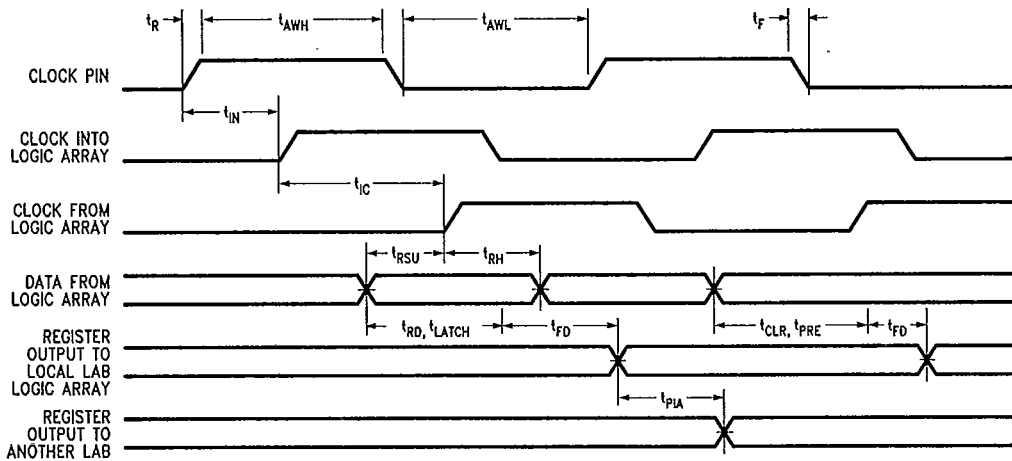 tR tAWH tAWL tF
CLOCK PIN
tIN
CLOCK INTO
LOGIC ARRAY
tIC
CLOCK FROM
LOGIC ARRAY
tRSU tRH
DATA FROM
LOGIC ARRAY
tRD, tLATCH tFD tCLR, tPRE tFD
REGISTER
OUTPUT TO
LOCAL LAB
LOGIC ARRAY
tPIA
REGISTER
OUTPUT TO
ANOTHER LAB